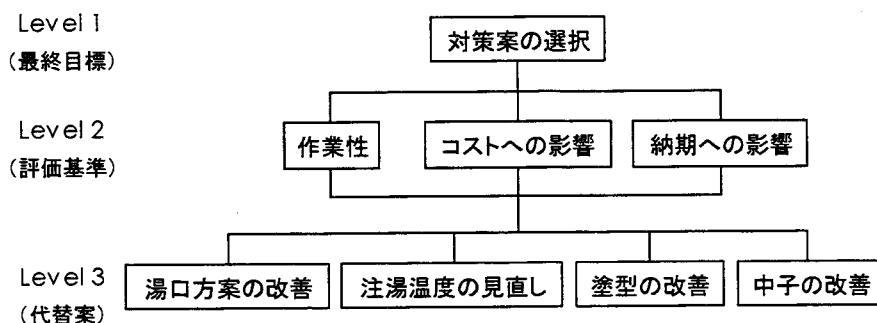 Level 1
(最終目標)
対策案の選択
Level 2
(評価基準)
作業性
コストへの影響
納期への影響
Level 3
(代替案)
湯口方案の改善
注湯温度の見直し
塗型の改善
中子の改善